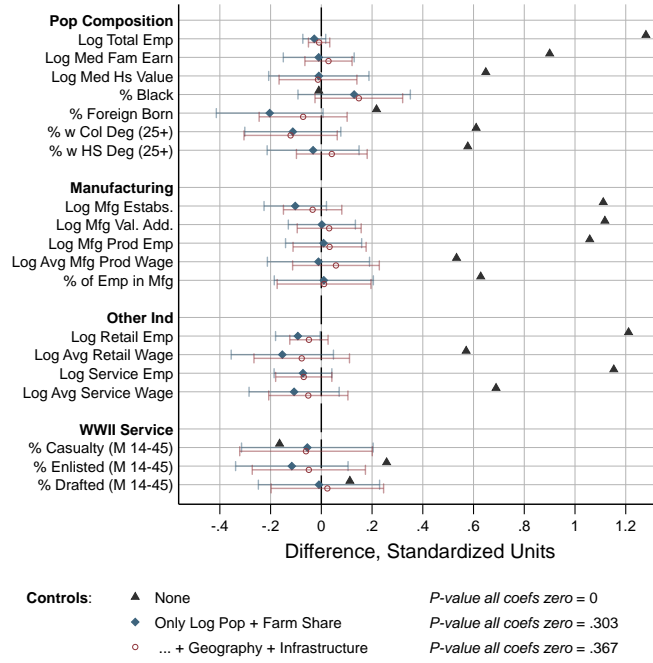 Pop Composition
Log Total Emp
Log Med Fam Earn
Log Med Hs Value
% Black
% Foreign Born
% w Col Deg (25+)
% w HS Deg (25+)
Manufacturing
Log Mfg Estabs.
Log Mfg Val. Add.
Log Mfg Prod Emp
Log Avg Mfg Prod Wage
% of Emp in Mfg
Other Ind
Log Retail Emp
Log Avg Retail Wage
Log Service Emp
Log Avg Service Wage
WWII Service
% Casualty (M 14-45)
% Enlisted (M 14-45)
% Drafted (M 14-45)
-.4 -.2 0 .2 .4 .6 .8 1 1.2
Difference, Standardized Units
Controls: None P-value all coefs zero = 0
Only Log Pop + Farm Share P-value all coefs zero = .303
... + Geography + Infrastructure P-value all coefs zero = .367